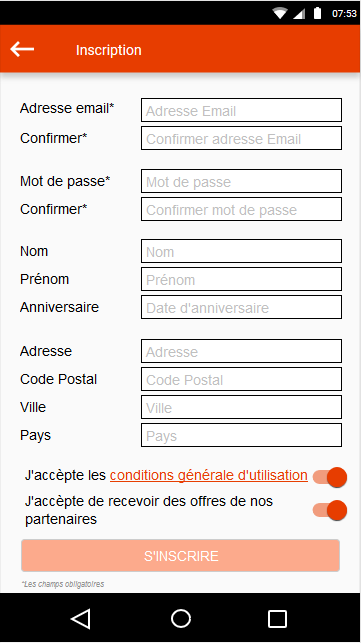 07:53
Inscription
Adresse email* Adresse Email
Confirmer* Confirmer adresse Email
Mot de passe* Mot de passe
Confirmer* Confirmer mot de passe
Nom Nom
Prénom Prénom
Anniversaire Date d'anniversaire
Adresse Adresse
Code Postal Code Postal
Ville Ville
Pays Pays
J'accèpte les conditions générale d'utilisation
J'accèpte de recevoir des offres de nos
partenaires
S'INSCRIRE
*Les champs obligatoires